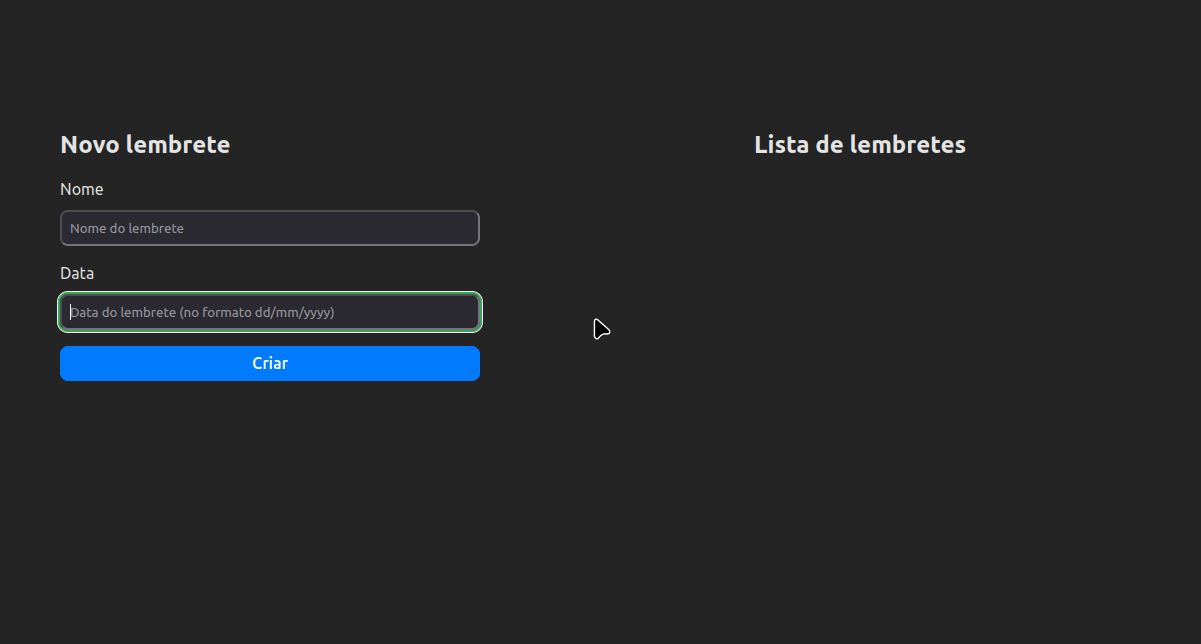 Novo lembrete
Nome
Nome do lembrete
Data
Data do lembrete (no formato dd/mm/yyyy)
Criar
Lista de lembretes